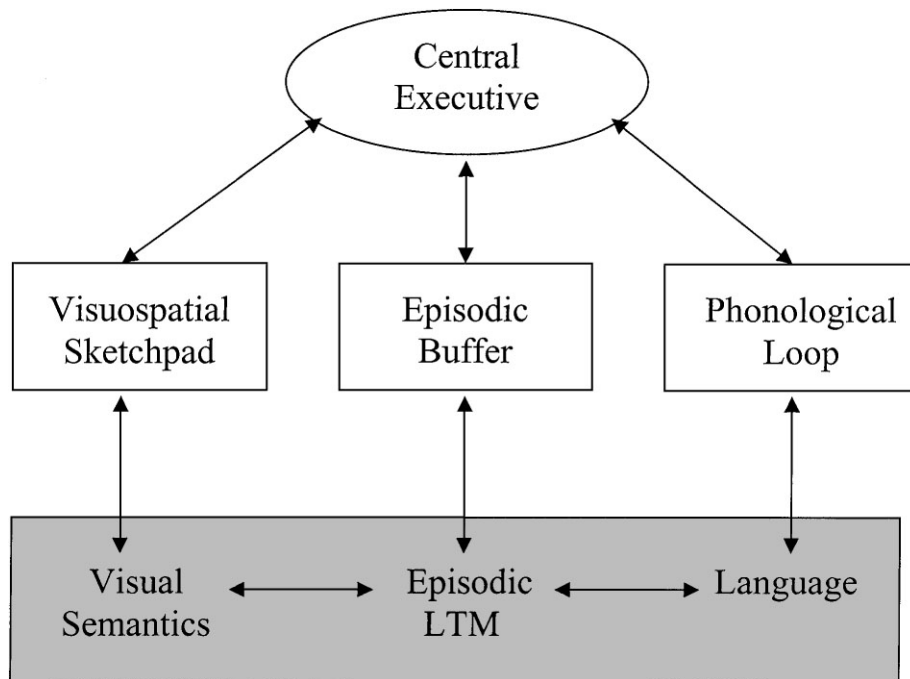 Central
Executive
Visuospatial
Sketchpad
Episodic
Buffer
Phonological
Loop
Visual
Semantics
Episodic
LTM
Language